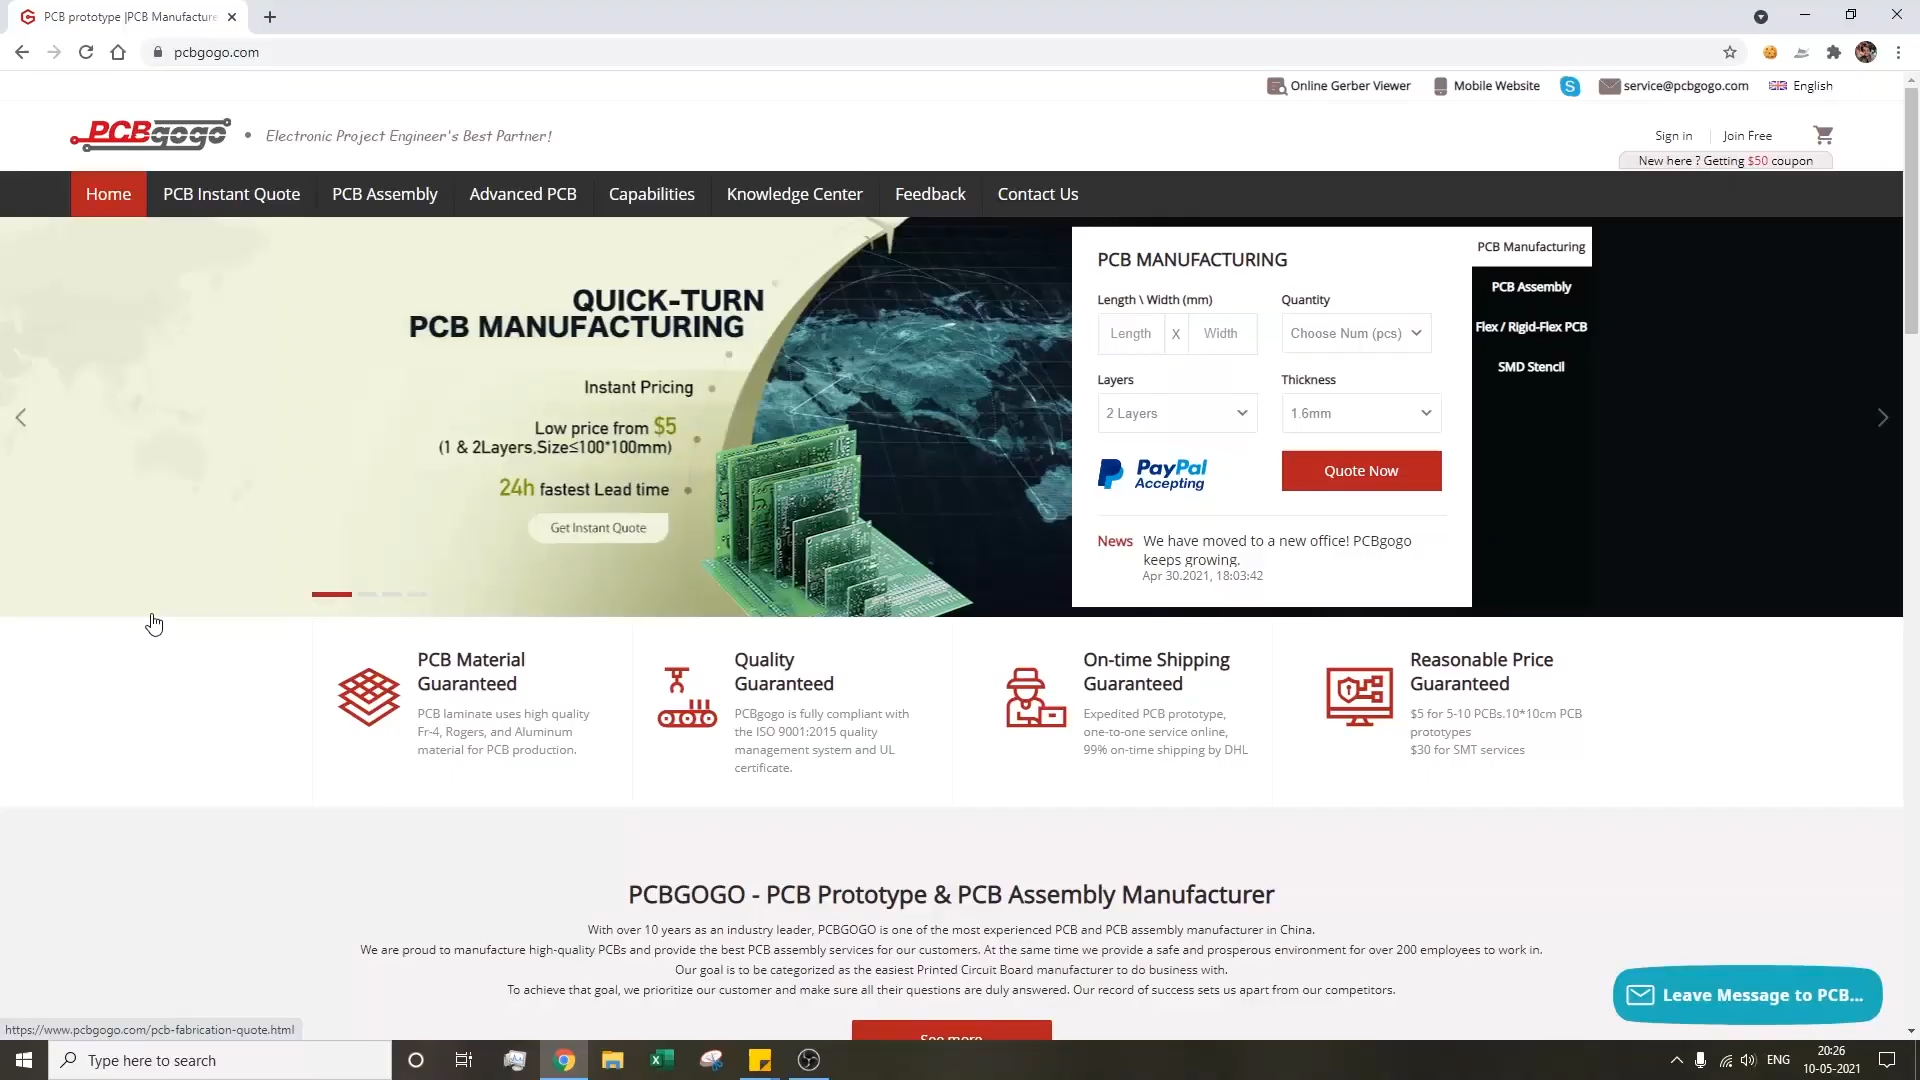 PCB prototype |PCB Manufacture
pcbgogo.com
Online Gerber Viewer
Mobile Website
service@pcbgogo.com
English
PCBgogo
Electronic Project Engineer's Best Partner!
Sign in
Join Free
New here ? Getting $50 coupon
Home
PCB Instant Quote
PCB Assembly
Advanced PCB
Capabilities
Knowledge Center
Feedback
Contact Us
QUICK-TURN
PCB MANUFACTURING
Instant Pricing
Low price from $5
(1 & 2Layers,Size≤100*100mm)
24h fastest Lead time
Get Instant Quote
PCB MANUFACTURING
Length \ Width (mm)
Quantity
Length X Width
Choose Num (pcs)
Layers
Thickness
2 Layers
1.6mm
PayPal
Accepting
Quote Now
News We have moved to a new office! PCBgogo
keeps growing.
Apr 30.2021, 18:03:42
PCB Manufacturing
PCB Assembly
Flex / Rigid-Flex PCB
SMD Stencil
PCB Material
Guaranteed
PCB laminate uses high quality
Fr-4, Rogers, and Aluminum
material for PCB production.
Quality
Guaranteed
PCBgogo is fully compliant with
the ISO 9001:2015 quality
management system and UL
certificate.
On-time Shipping
Guaranteed
Expedited PCB prototype,
one-to-one service online,
99% on-time shipping by DHL
Reasonable Price
Guaranteed
$5 for 5-10 PCBs.10*10cm PCB
prototypes
$30 for SMT services
PCBGOGO - PCB Prototype & PCB Assembly Manufacturer
With over 10 years as an industry leader, PCBGOGO is one of the most experienced PCB and PCB assembly manufacturer in China.
We are proud to manufacture high-quality PCBs and provide the best PCB assembly services for our customers. At the same time we provide a safe and prosperous environment for over 200 employees to work in.
Our goal is to be categorized as the easiest Printed Circuit Board manufacturer to do business with.
To achieve that goal, we prioritize our customer and make sure all their questions are duly answered. Our record of success sets us apart from our competitors.
See more
Leave Message to PCB...
https://www.pcbgogo.com/pcb-fabrication-quote.html
Type here to search
ENG
20:26
10-05-2021